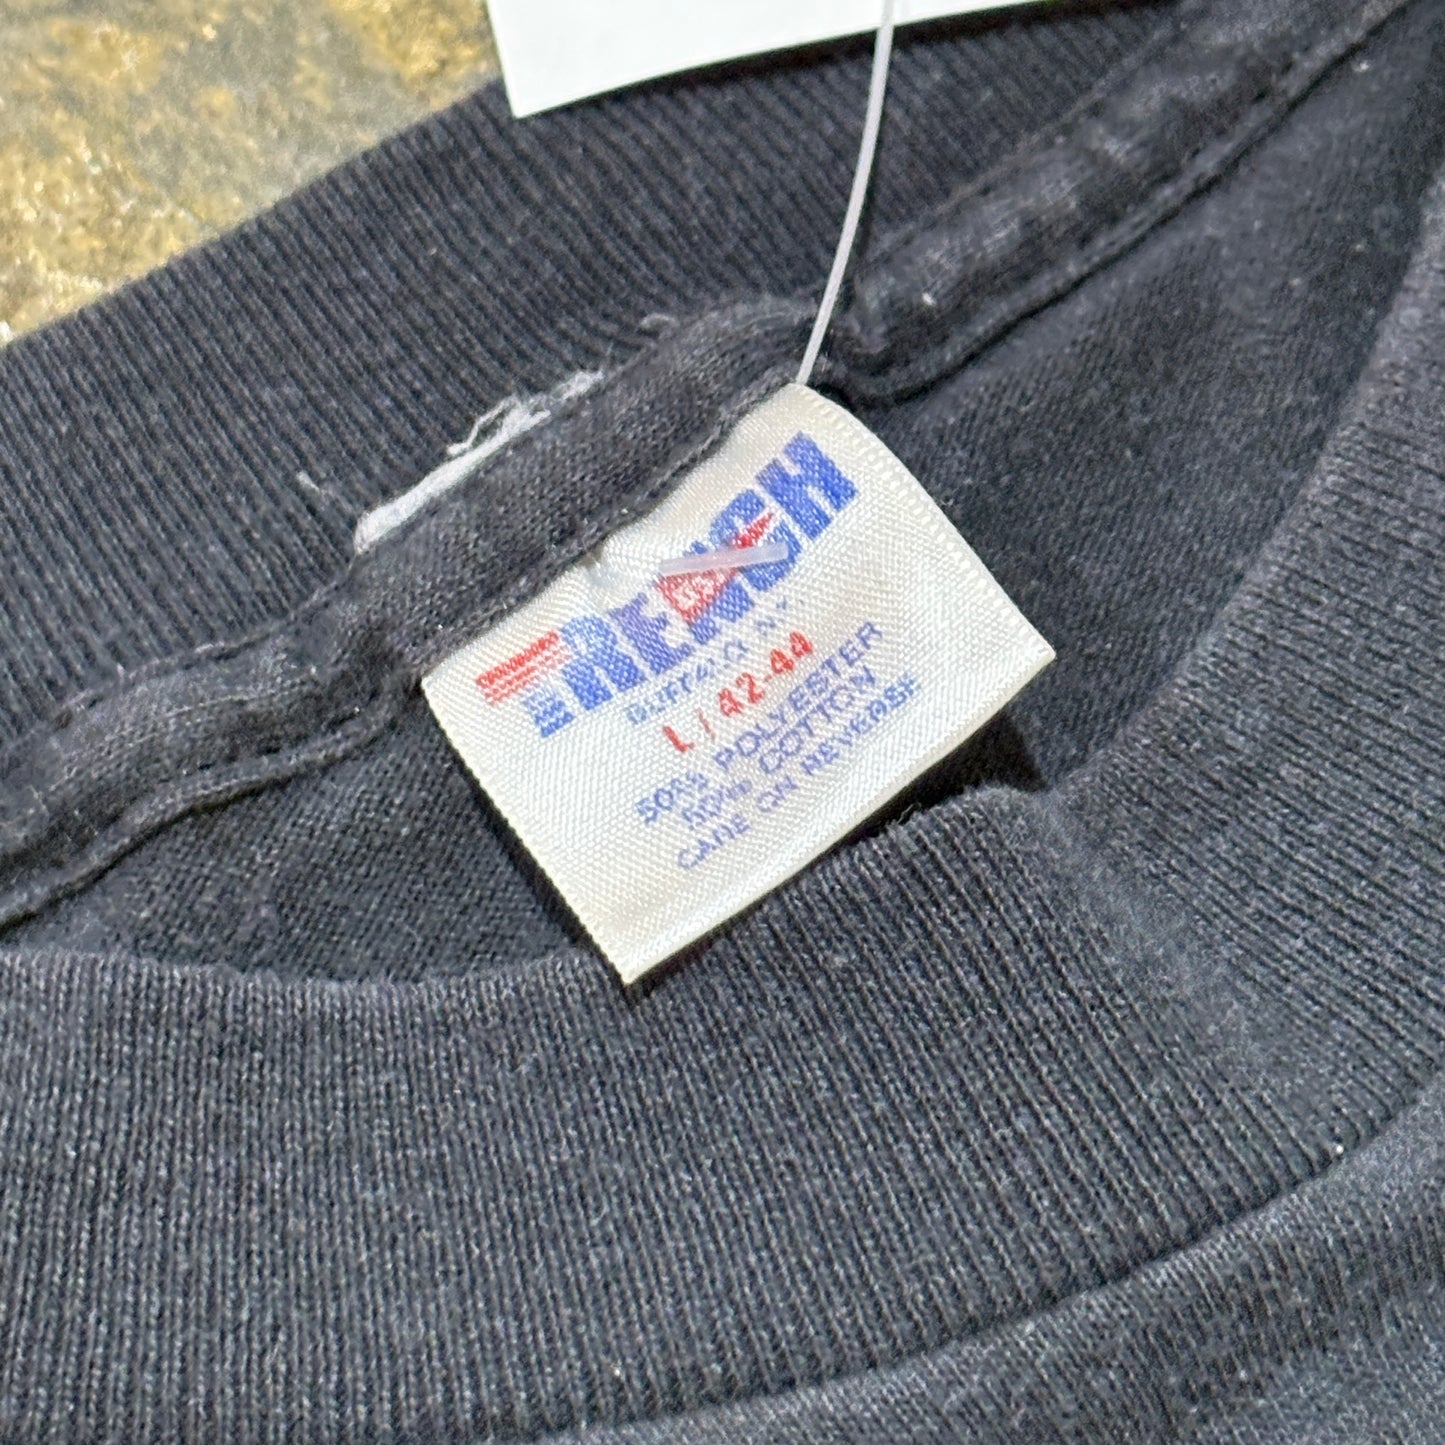 TRENCH
BUFFALO N.Y.
L / 42-44
50% POLYESTER
50% COTTON
CARE ON REVERSE